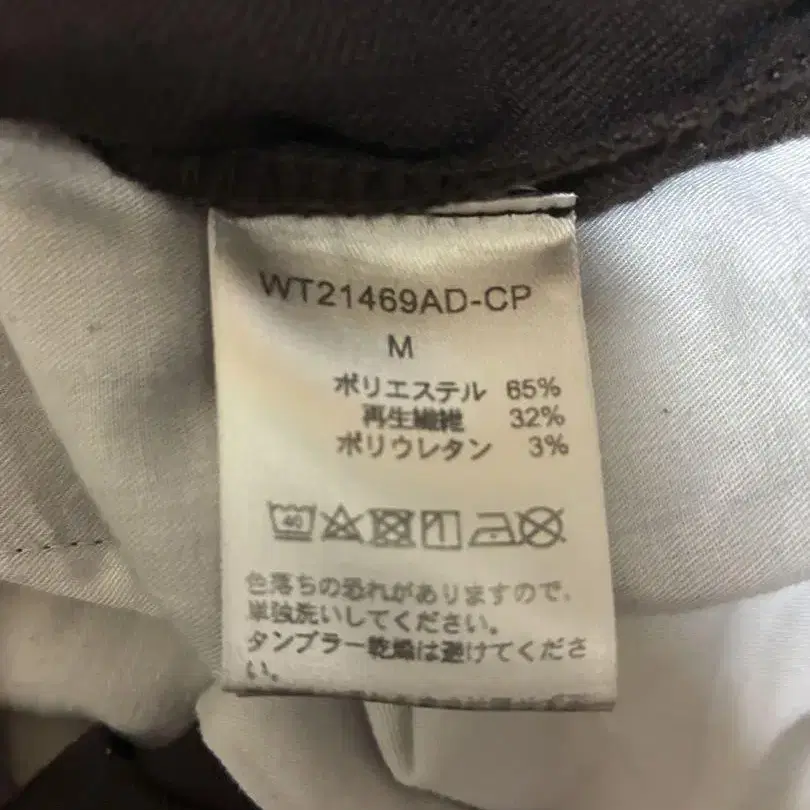 WT21469AD-CP
M
ポリエステル 65%
再生繊維 32%
ポリウレタン 3%
40
色落ちの恐れがありますので、
単独洗いしてください。
タンブラー乾燥は避けてくださ
い。